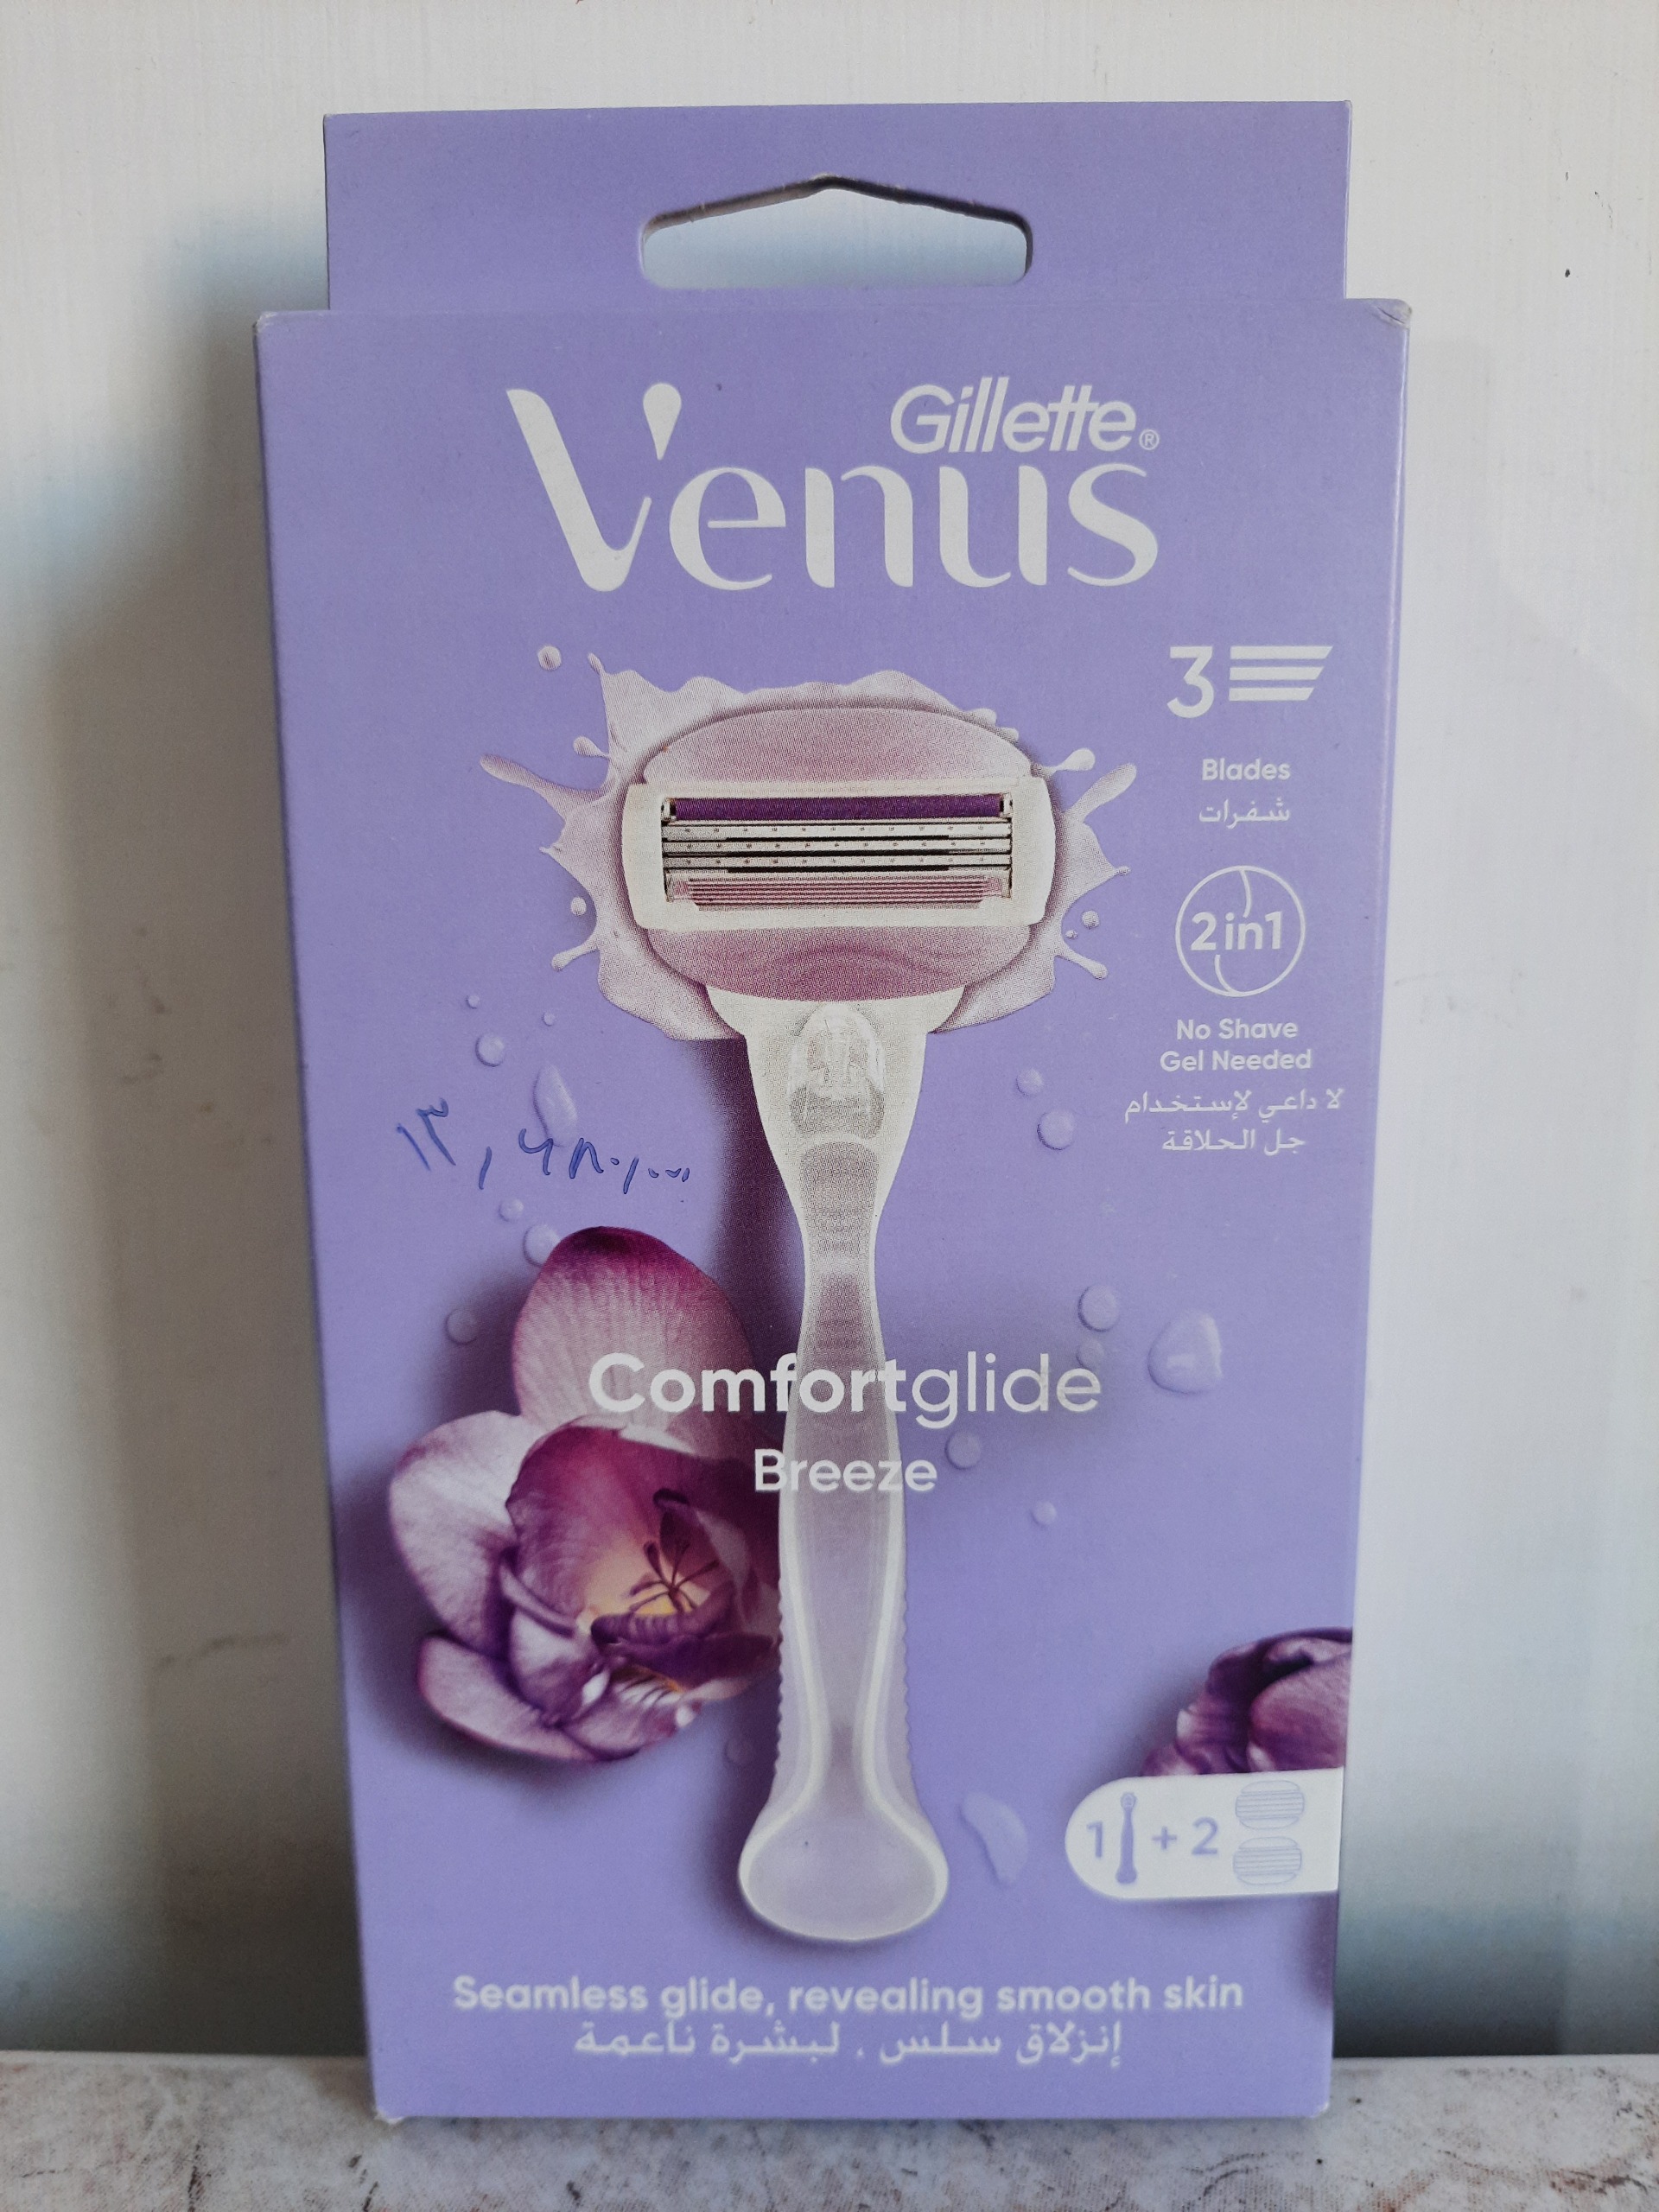 Gillette®
Venus
3
Blades
شفرات
2in1
No Shave
Gel Needed
لا داعي لإستخدام
جل الحلاقة
Comfortglide
Breeze
1 + 2
Seamless glide, revealing smooth skin
إنزلاق سلس ، لبشرة ناعمة